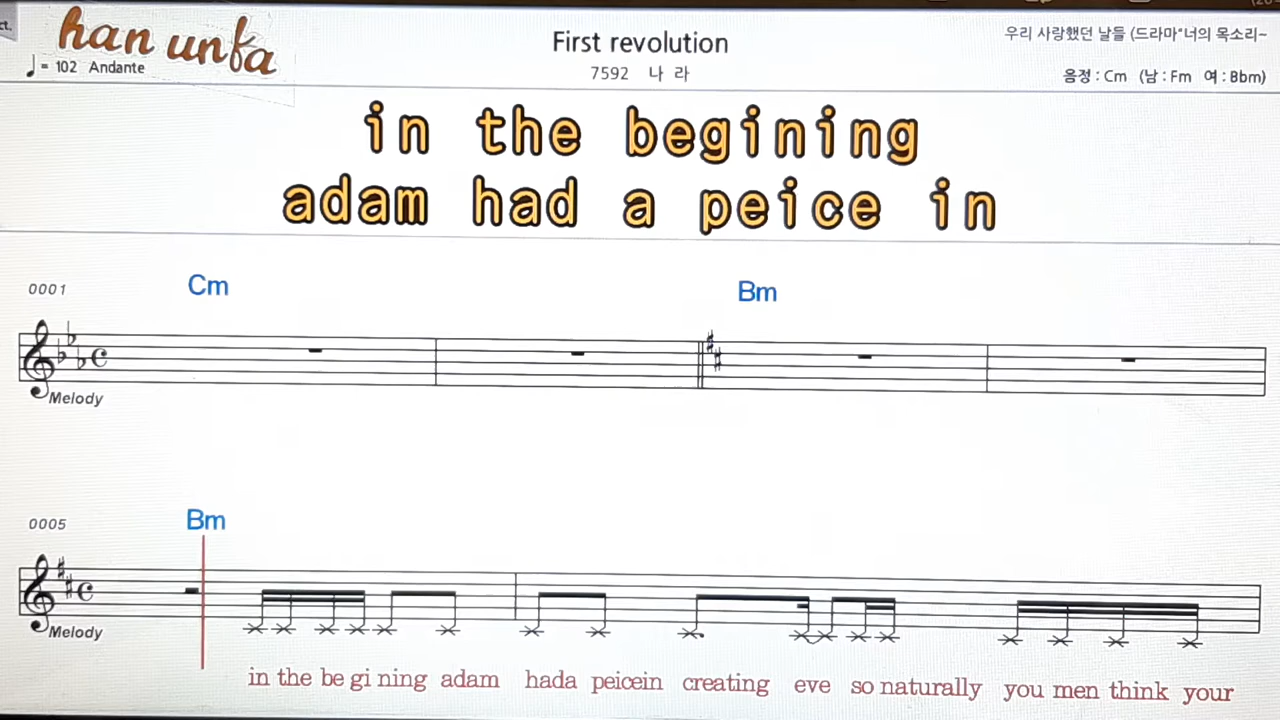 ct.
han unfa
♩= 102 Andante
First revolution
7592 나 라
우리 사랑했던 날들 (드라마"너의 목소리~
음정 : Cm (남 : Fm 여 : Bbm)
in the begining
adam had a peice in
0001
Cm
Bm
Melody
0005
Bm
Melody
in the be gi ning adam hada peicein creating eve so naturally you men think your